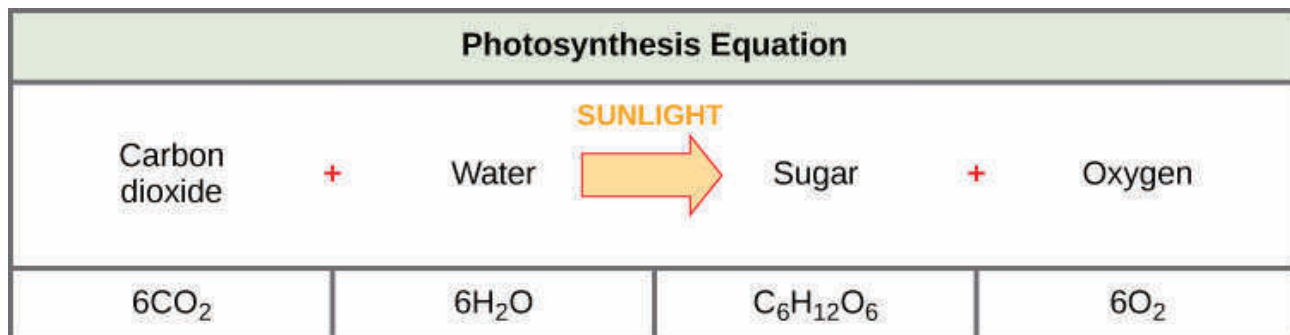 Photosynthesis Equation
SUNLIGHT
Carbon dioxide + Water Sugar + Oxygen
6CO₂ 6H₂O C₆H₁₂O₆ 6O₂